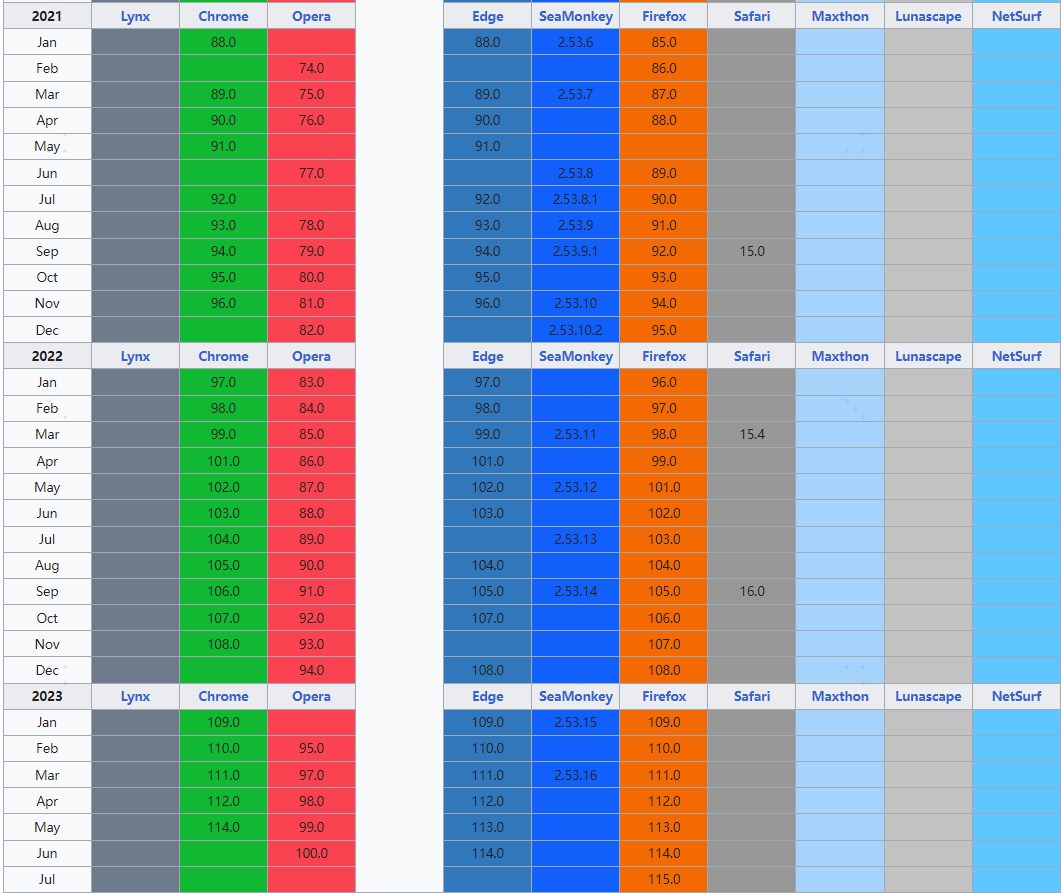 2021 Lynx Chrome Opera Edge SeaMonkey Firefox Safari Maxthon Lunascape NetSurf
Jan 88.0 88.0 2.53.6 85.0
Feb 74.0 86.0
Mar 89.0 75.0 89.0 2.53.7 87.0
Apr 90.0 76.0 90.0 88.0
May 91.0 91.0
Jun 77.0 2.53.8 89.0
Jul 92.0 92.0 2.53.8.1 90.0
Aug 93.0 78.0 93.0 2.53.9 91.0
Sep 94.0 79.0 94.0 2.53.9.1 92.0 15.0
Oct 95.0 80.0 95.0 93.0
Nov 96.0 81.0 96.0 2.53.10 94.0
Dec 82.0 2.53.10.2 95.0
2022 Lynx Chrome Opera Edge SeaMonkey Firefox Safari Maxthon Lunascape NetSurf
Jan 97.0 83.0 97.0 96.0
Feb 98.0 84.0 98.0 97.0
Mar 99.0 85.0 99.0 2.53.11 98.0 15.4
Apr 101.0 86.0 101.0 99.0
May 102.0 87.0 102.0 2.53.12 101.0
Jun 103.0 88.0 103.0 102.0
Jul 104.0 89.0 2.53.13 103.0
Aug 105.0 90.0 104.0 104.0
Sep 106.0 91.0 105.0 2.53.14 105.0 16.0
Oct 107.0 92.0 107.0 106.0
Nov 108.0 93.0 107.0
Dec 94.0 108.0 108.0
2023 Lynx Chrome Opera Edge SeaMonkey Firefox Safari Maxthon Lunascape NetSurf
Jan 109.0 109.0 2.53.15 109.0
Feb 110.0 95.0 110.0 110.0
Mar 111.0 97.0 111.0 2.53.16 111.0
Apr 112.0 98.0 112.0 112.0
May 114.0 99.0 113.0 113.0
Jun 100.0 114.0 114.0
Jul 115.0